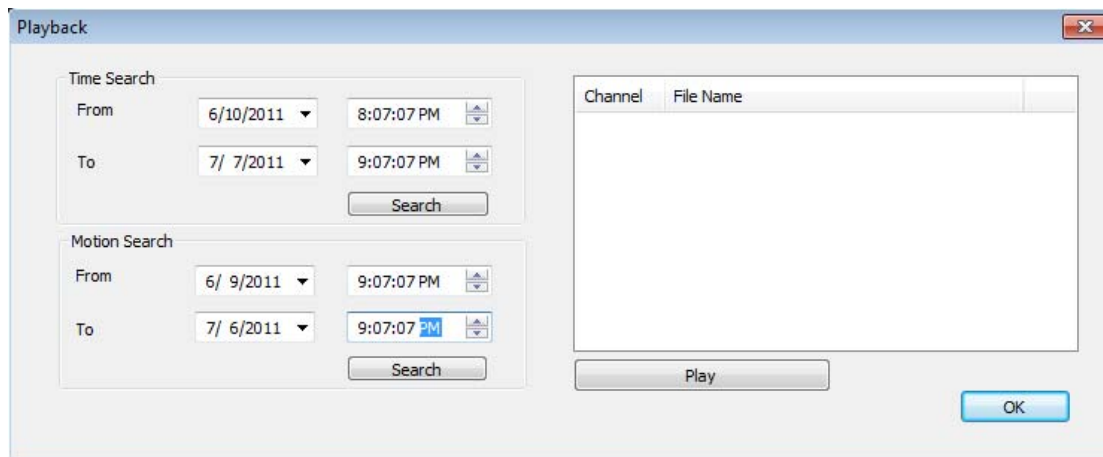 Playback
Time Search
From 6/10/2011 8:07:07 PM
To 7/ 7/2011 9:07:07 PM
Search
Motion Search
From 6/ 9/2011 9:07:07 PM
To 7/ 6/2011 9:07:07 PM
Search
Channel File Name
Play
OK